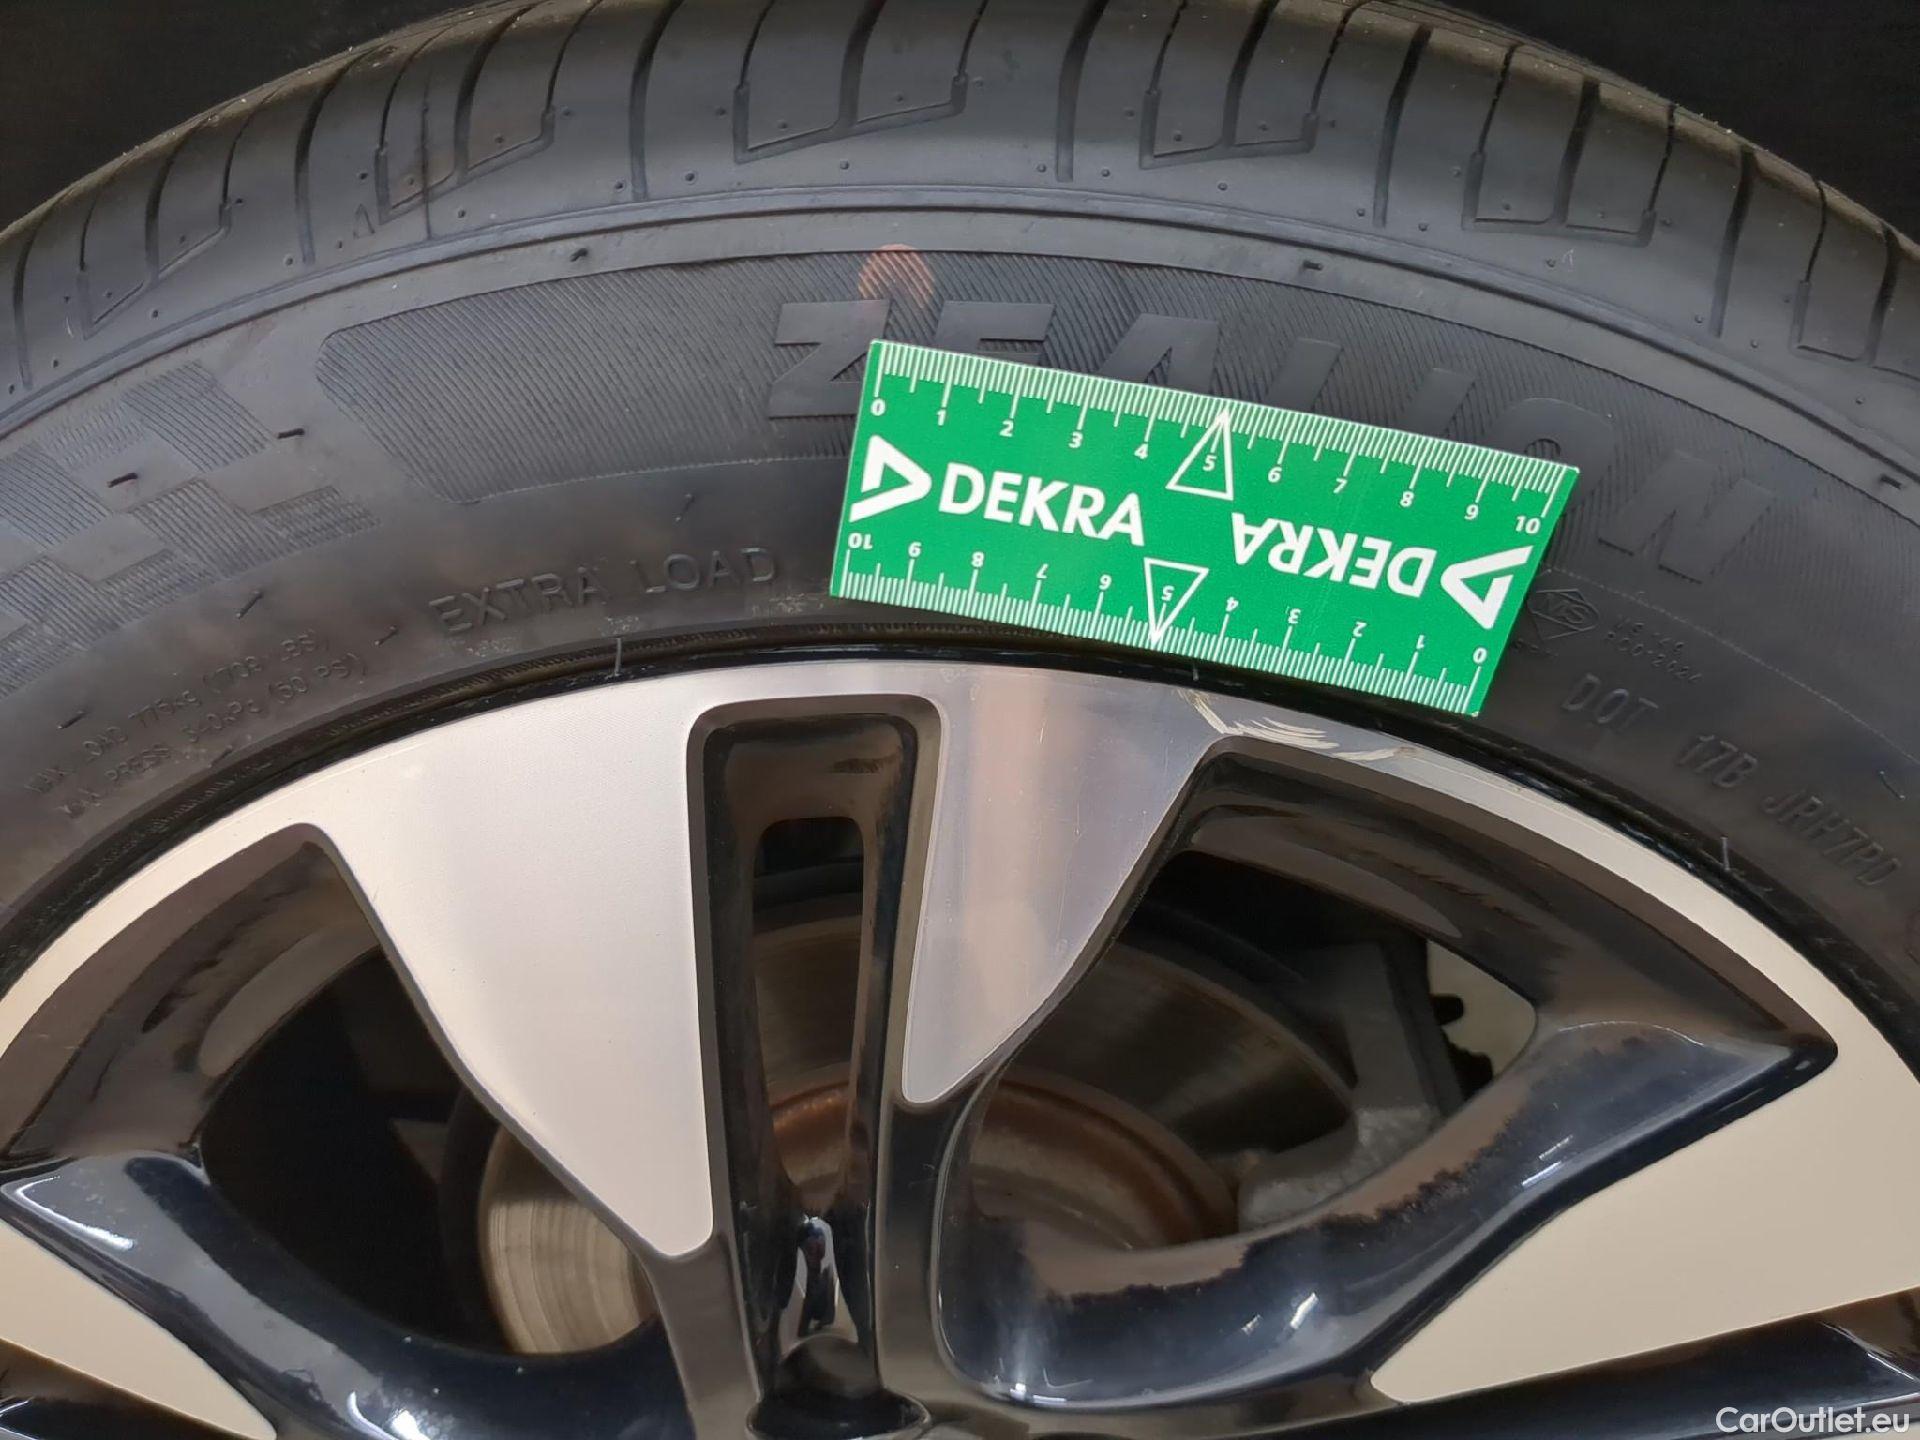 ZEALION
0 1 2 3 4 5 6 7 8 9 10
DEKRA
DEKRA
10 9 8 7 6 5 4 3 2 1 0
EXTRA LOAD
DOT 17B JRH7PD
CarOutlet.eu